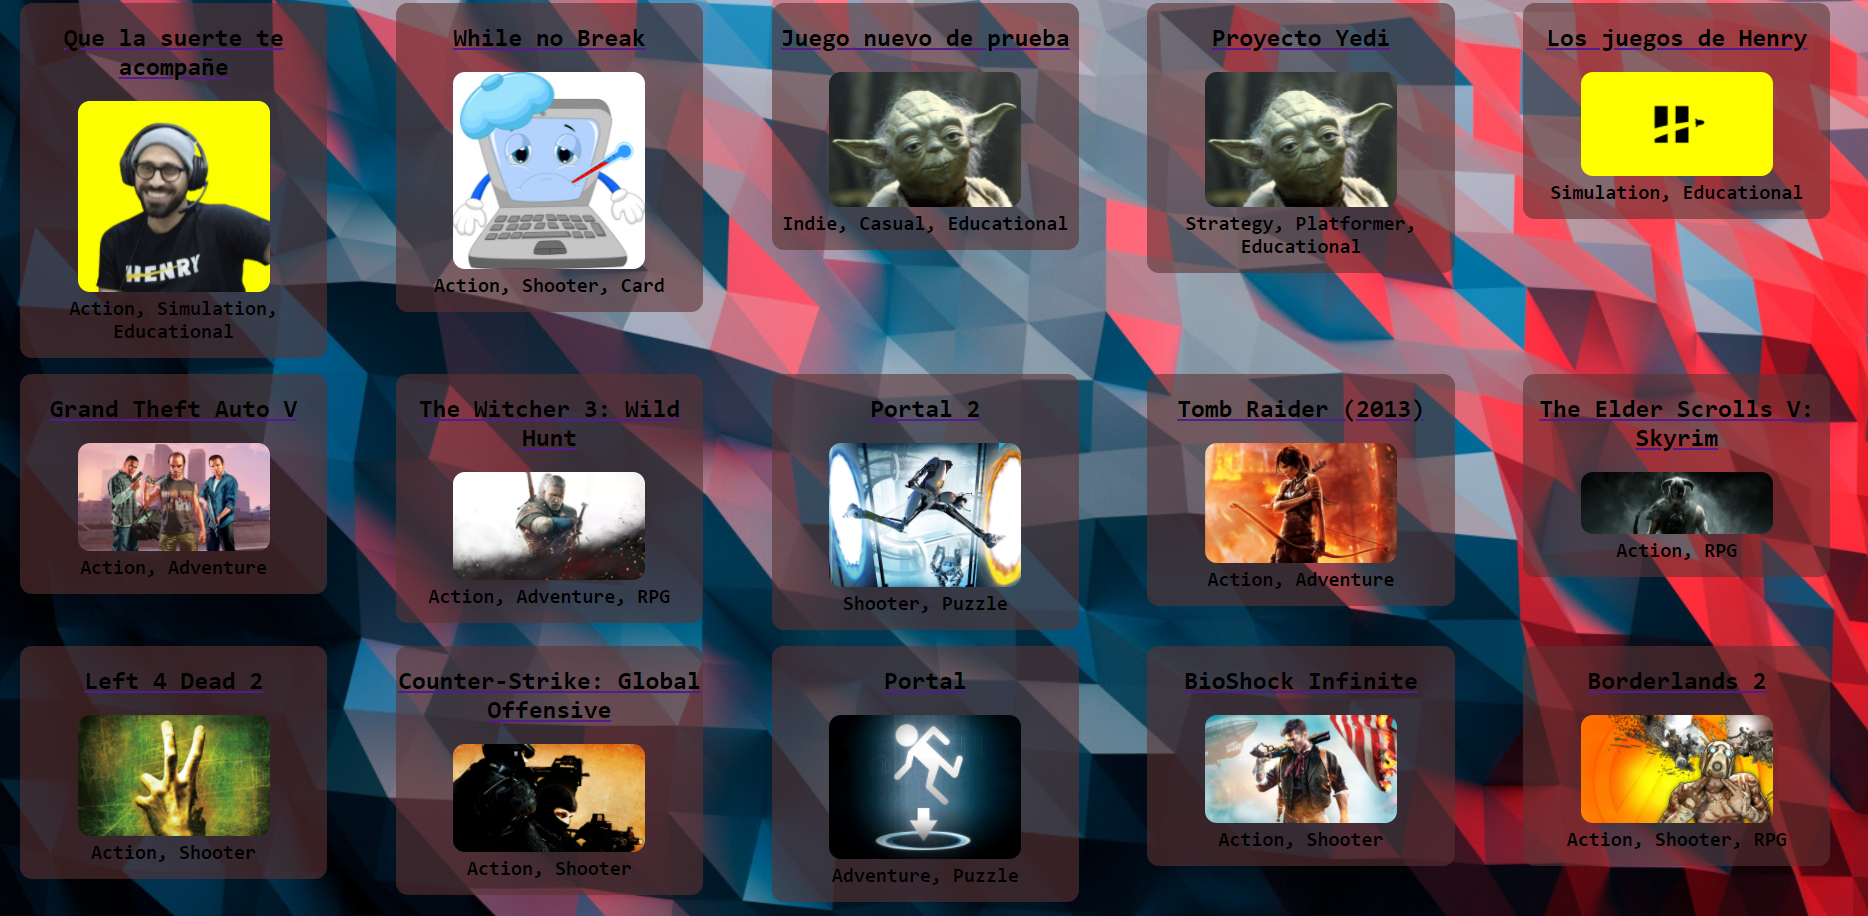 Que la suerte te
acompañe
HENRY
Action, Simulation,
Educational
While no Break
Action, Shooter, Card
Juego nuevo de prueba
Indie, Casual, Educational
Proyecto Yedi
Strategy, Platformer,
Educational
Los juegos de Henry
Simulation, Educational
Grand Theft Auto V
Action, Adventure
The Witcher 3: Wild
Hunt
Action, Adventure, RPG
Portal 2
Shooter, Puzzle
Tomb Raider (2013)
Action, Adventure
The Elder Scrolls V:
Skyrim
Action, RPG
Left 4 Dead 2
Action, Shooter
Counter-Strike: Global
Offensive
Action, Shooter
Portal
Adventure, Puzzle
BioShock Infinite
Action, Shooter
Borderlands 2
Action, Shooter, RPG